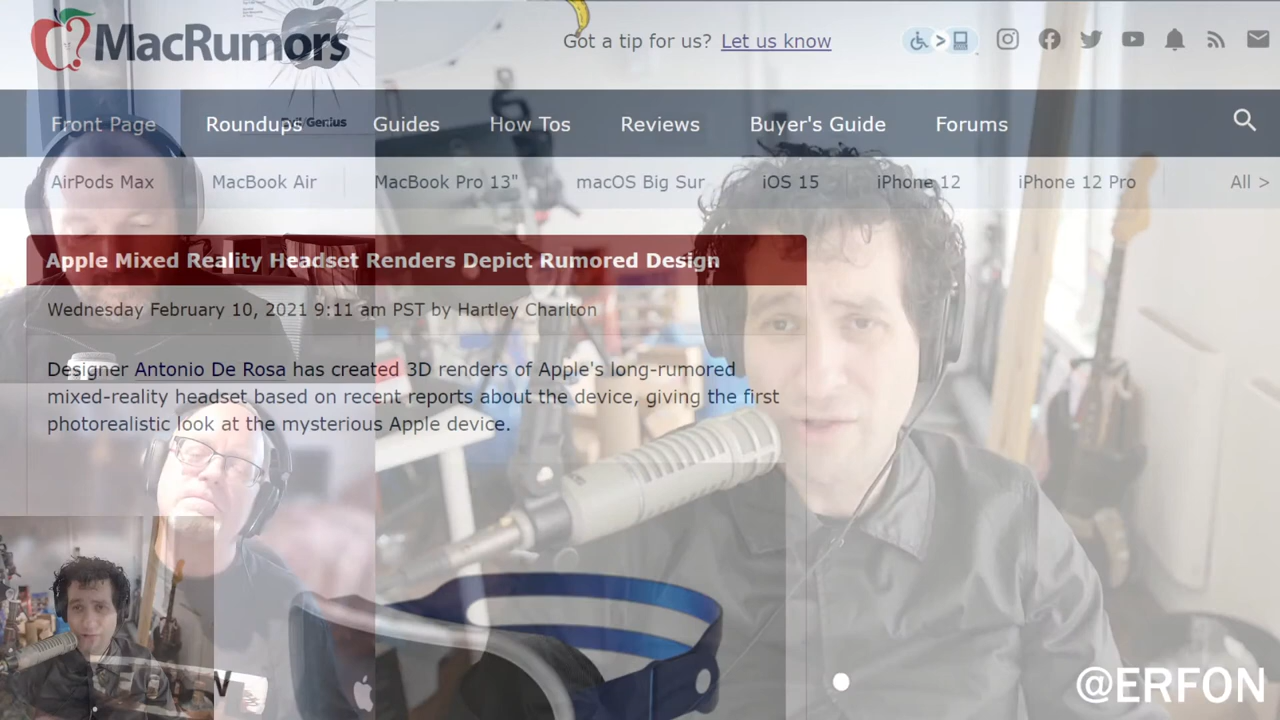 MacRumors
Got a tip for us? Let us know
Evil/Genius
Front Page Roundups Guides How Tos Reviews Buyer's Guide Forums
AirPods Max MacBook Air MacBook Pro 13" macOS Big Sur iOS 15 iPhone 12 iPhone 12 Pro All >
Apple Mixed Reality Headset Renders Depict Rumored Design
Wednesday February 10, 2021 9:11 am PST by Hartley Charlton
Designer Antonio De Rosa has created 3D renders of Apple's long-rumored
mixed-reality headset based on recent reports about the device, giving the first
photorealistic look at the mysterious Apple device.
@ERFON